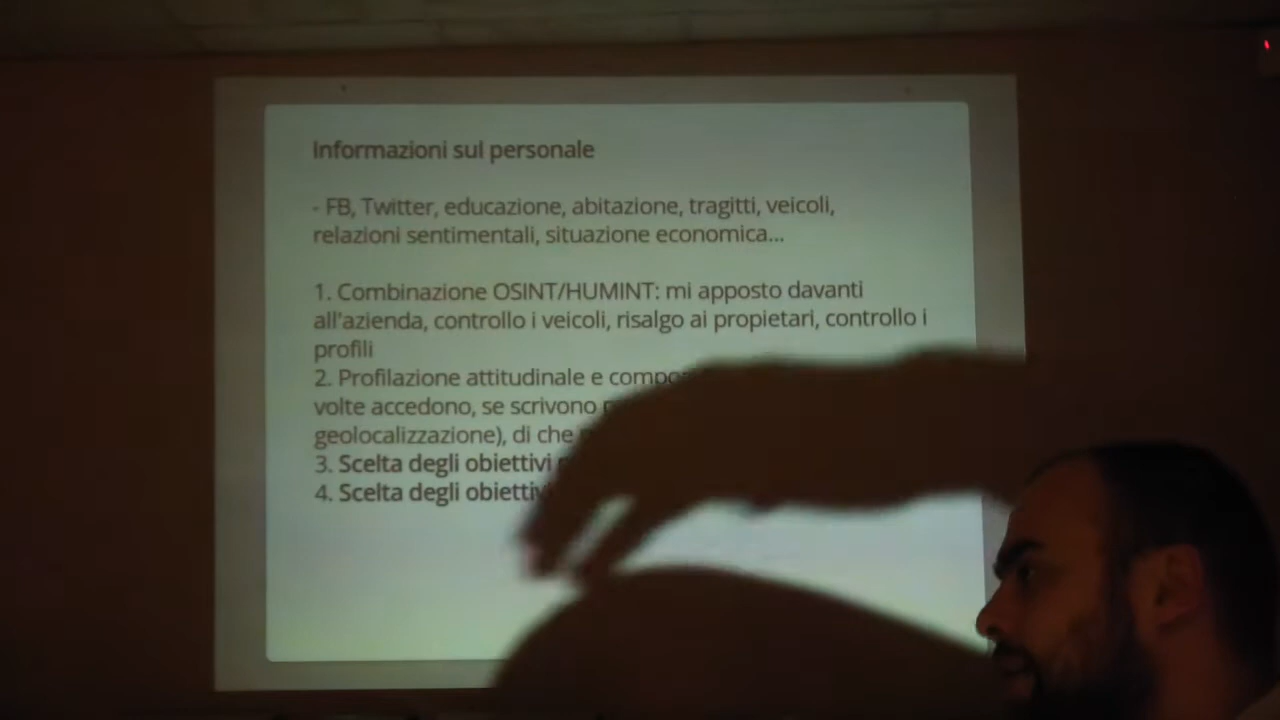 Informazioni sul personale
- FB, Twitter, educazione, abitazione, tragitti, veicoli,
relazioni sentimentali, situazione economica...
1. Combinazione OSINT/HUMINT: mi apposto davanti
all'azienda, controllo i veicoli, risalgo ai propietari, controllo i
profili
2. Profilazione attitudinale e
volte accedono, se scrivono
geolocalizzazione), di che
3. Scelta degli obiettivi
4. Scelta degli